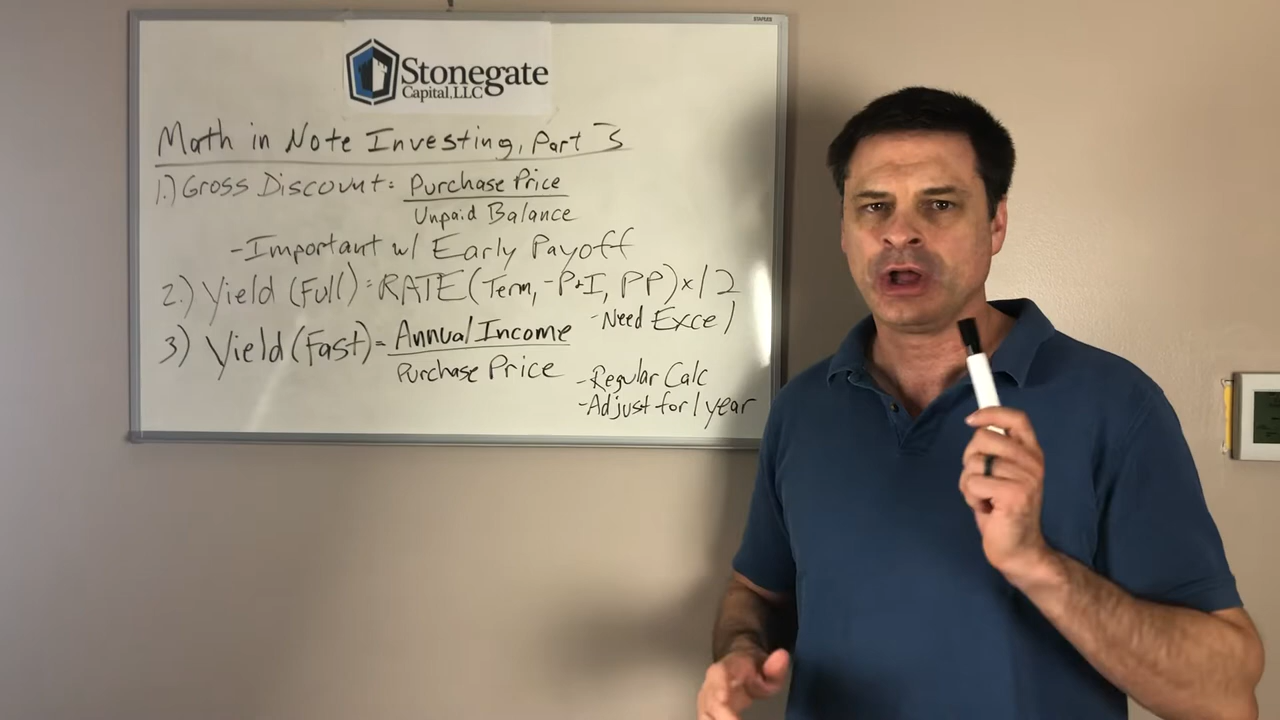 STAPLES
Stonegate
Capital, LLC
Math in Note Investing, Part 3
1.) Gross Discount: Purchase Price
Unpaid Balance
-Important w/ Early Payoff
2.) Yield (Full) = RATE (Term, -P+I, PP) x 12
-Need Excel
3) Yield (Fast) = Annual Income
Purchase Price
-Regular Calc
-Adjust for 1 year